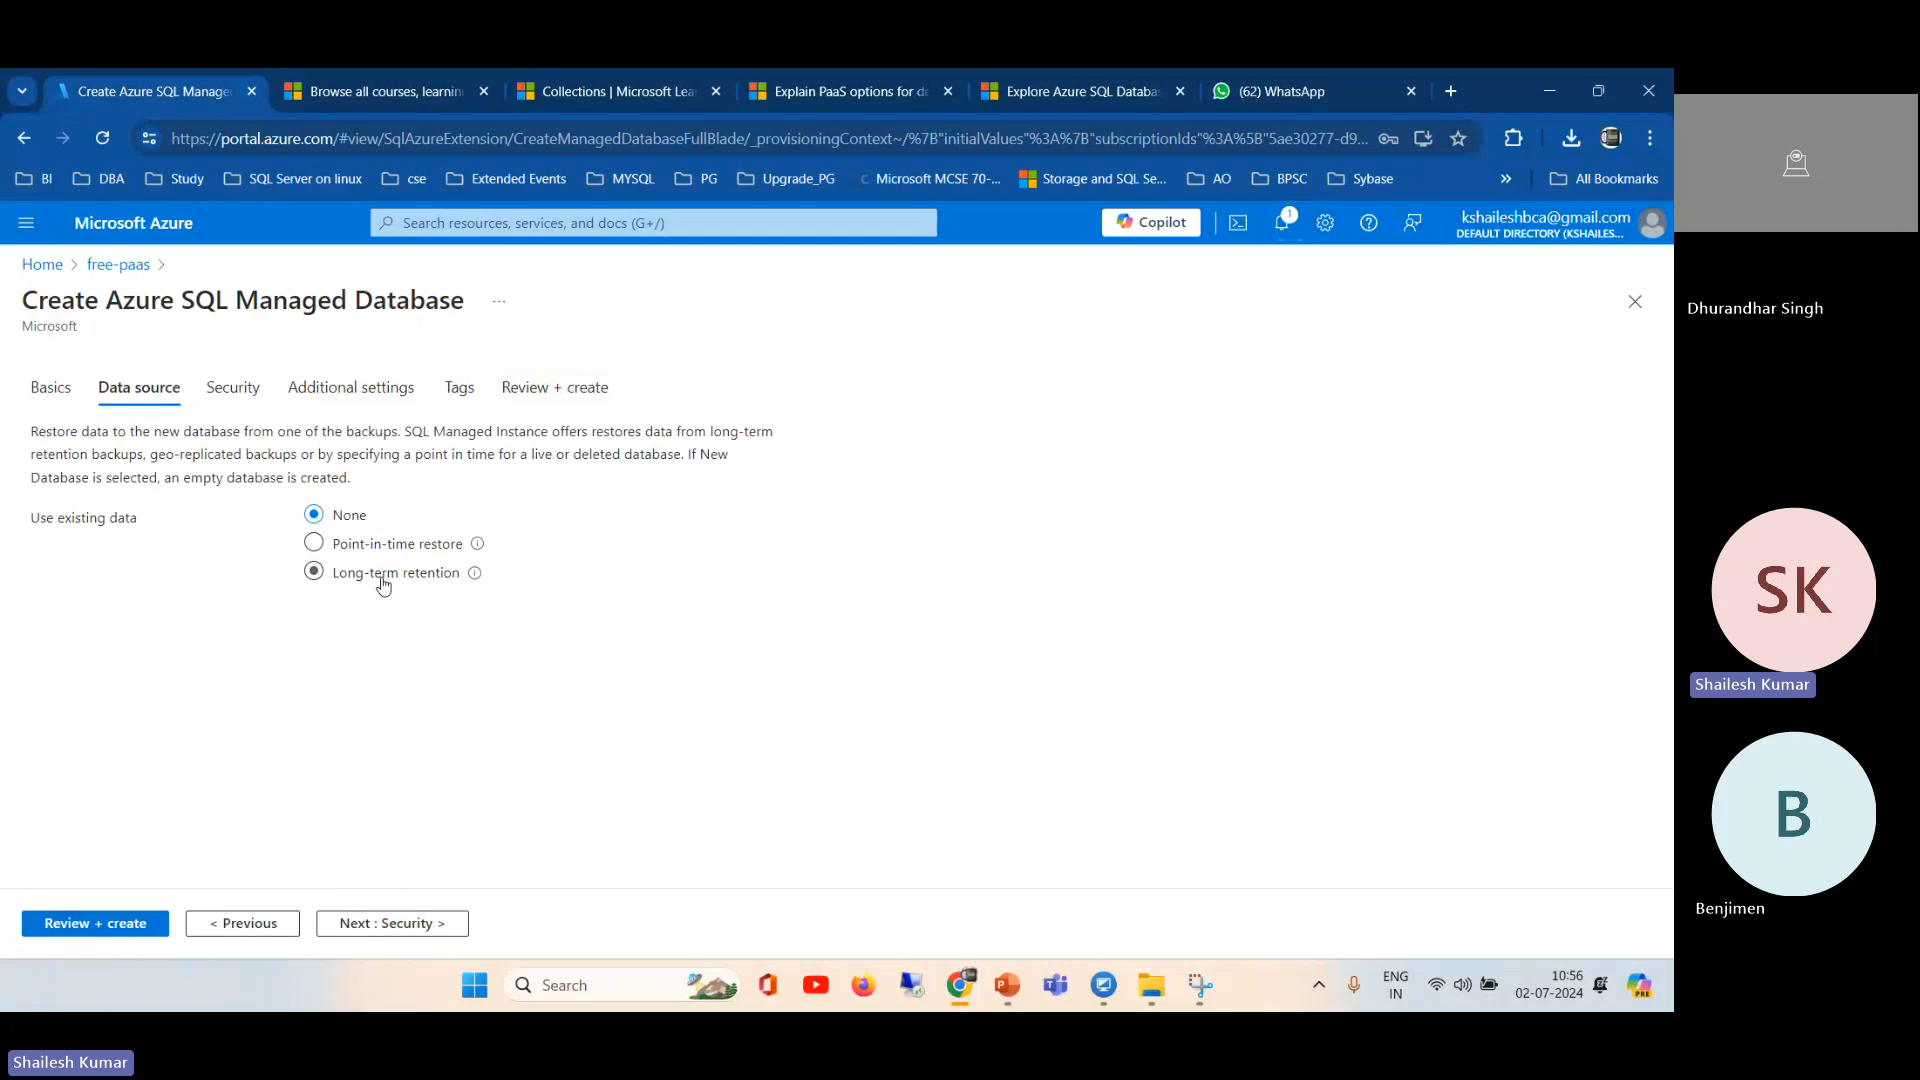 Create Azure SQL Manage
Browse all courses, learnin
Collections | Microsoft Lea
Explain PaaS options for de
Explore Azure SQL Databa
(62) WhatsApp
https://portal.azure.com/#view/SqlAzureExtension/CreateManagedDatabaseFullBlade/_provisioningContext~/%7B"initialValues"%3A%7B"subscriptionIds"%3A%5B"5ae30277-d9...
BI
DBA
Study
SQL Server on linux
cse
Extended Events
MYSQL
PG
Upgrade_PG
C Microsoft MCSE 70-...
Storage and SQL Se...
AO
BPSC
Sybase
»
All Bookmarks
Microsoft Azure
Search resources, services, and docs (G+/)
Copilot
1
kshaileshbca@gmail.com
DEFAULT DIRECTORY (KSHAILES...
Home > free-paas >
Create Azure SQL Managed Database ...
Microsoft
Basics
Data source
Security
Additional settings
Tags
Review + create
Restore data to the new database from one of the backups. SQL Managed Instance offers restores data from long-term
retention backups, geo-replicated backups or by specifying a point in time for a live or deleted database. If New
Database is selected, an empty database is created.
Use existing data
None
Point-in-time restore
Long-term retention
Review + create
< Previous
Next : Security >
Search
ENG
IN
10:56
02-07-2024
PRE
Dhurandhar Singh
SK
Shailesh Kumar
B
Benjimen
Shailesh Kumar